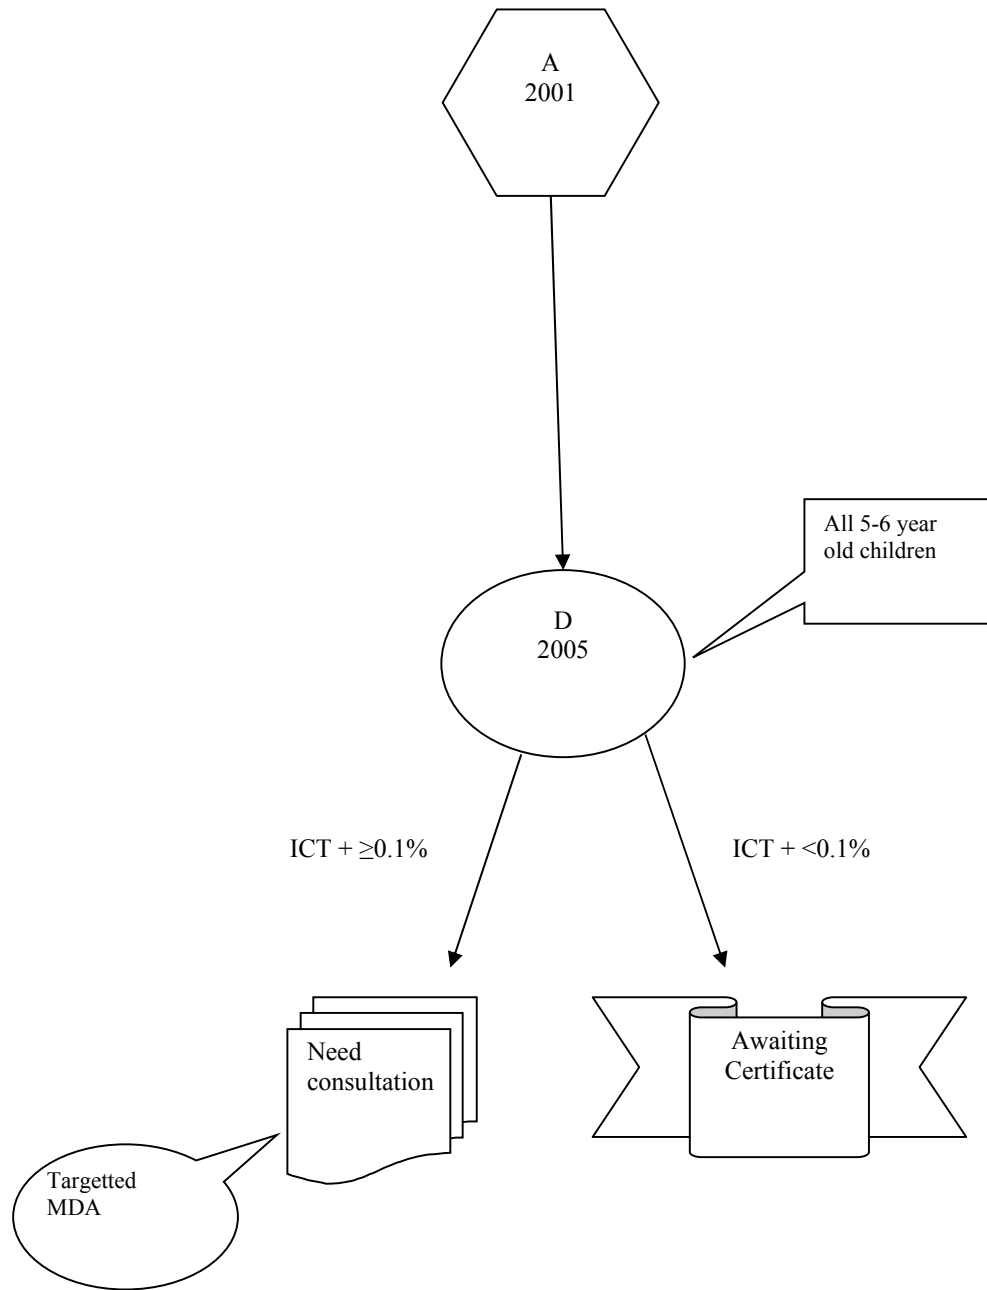 A
2001
All 5-6 year
old children
D
2005
ICT + ≥0.1%
ICT + <0.1%
Need
consultation
Awaiting
Certificate
Targetted
MDA